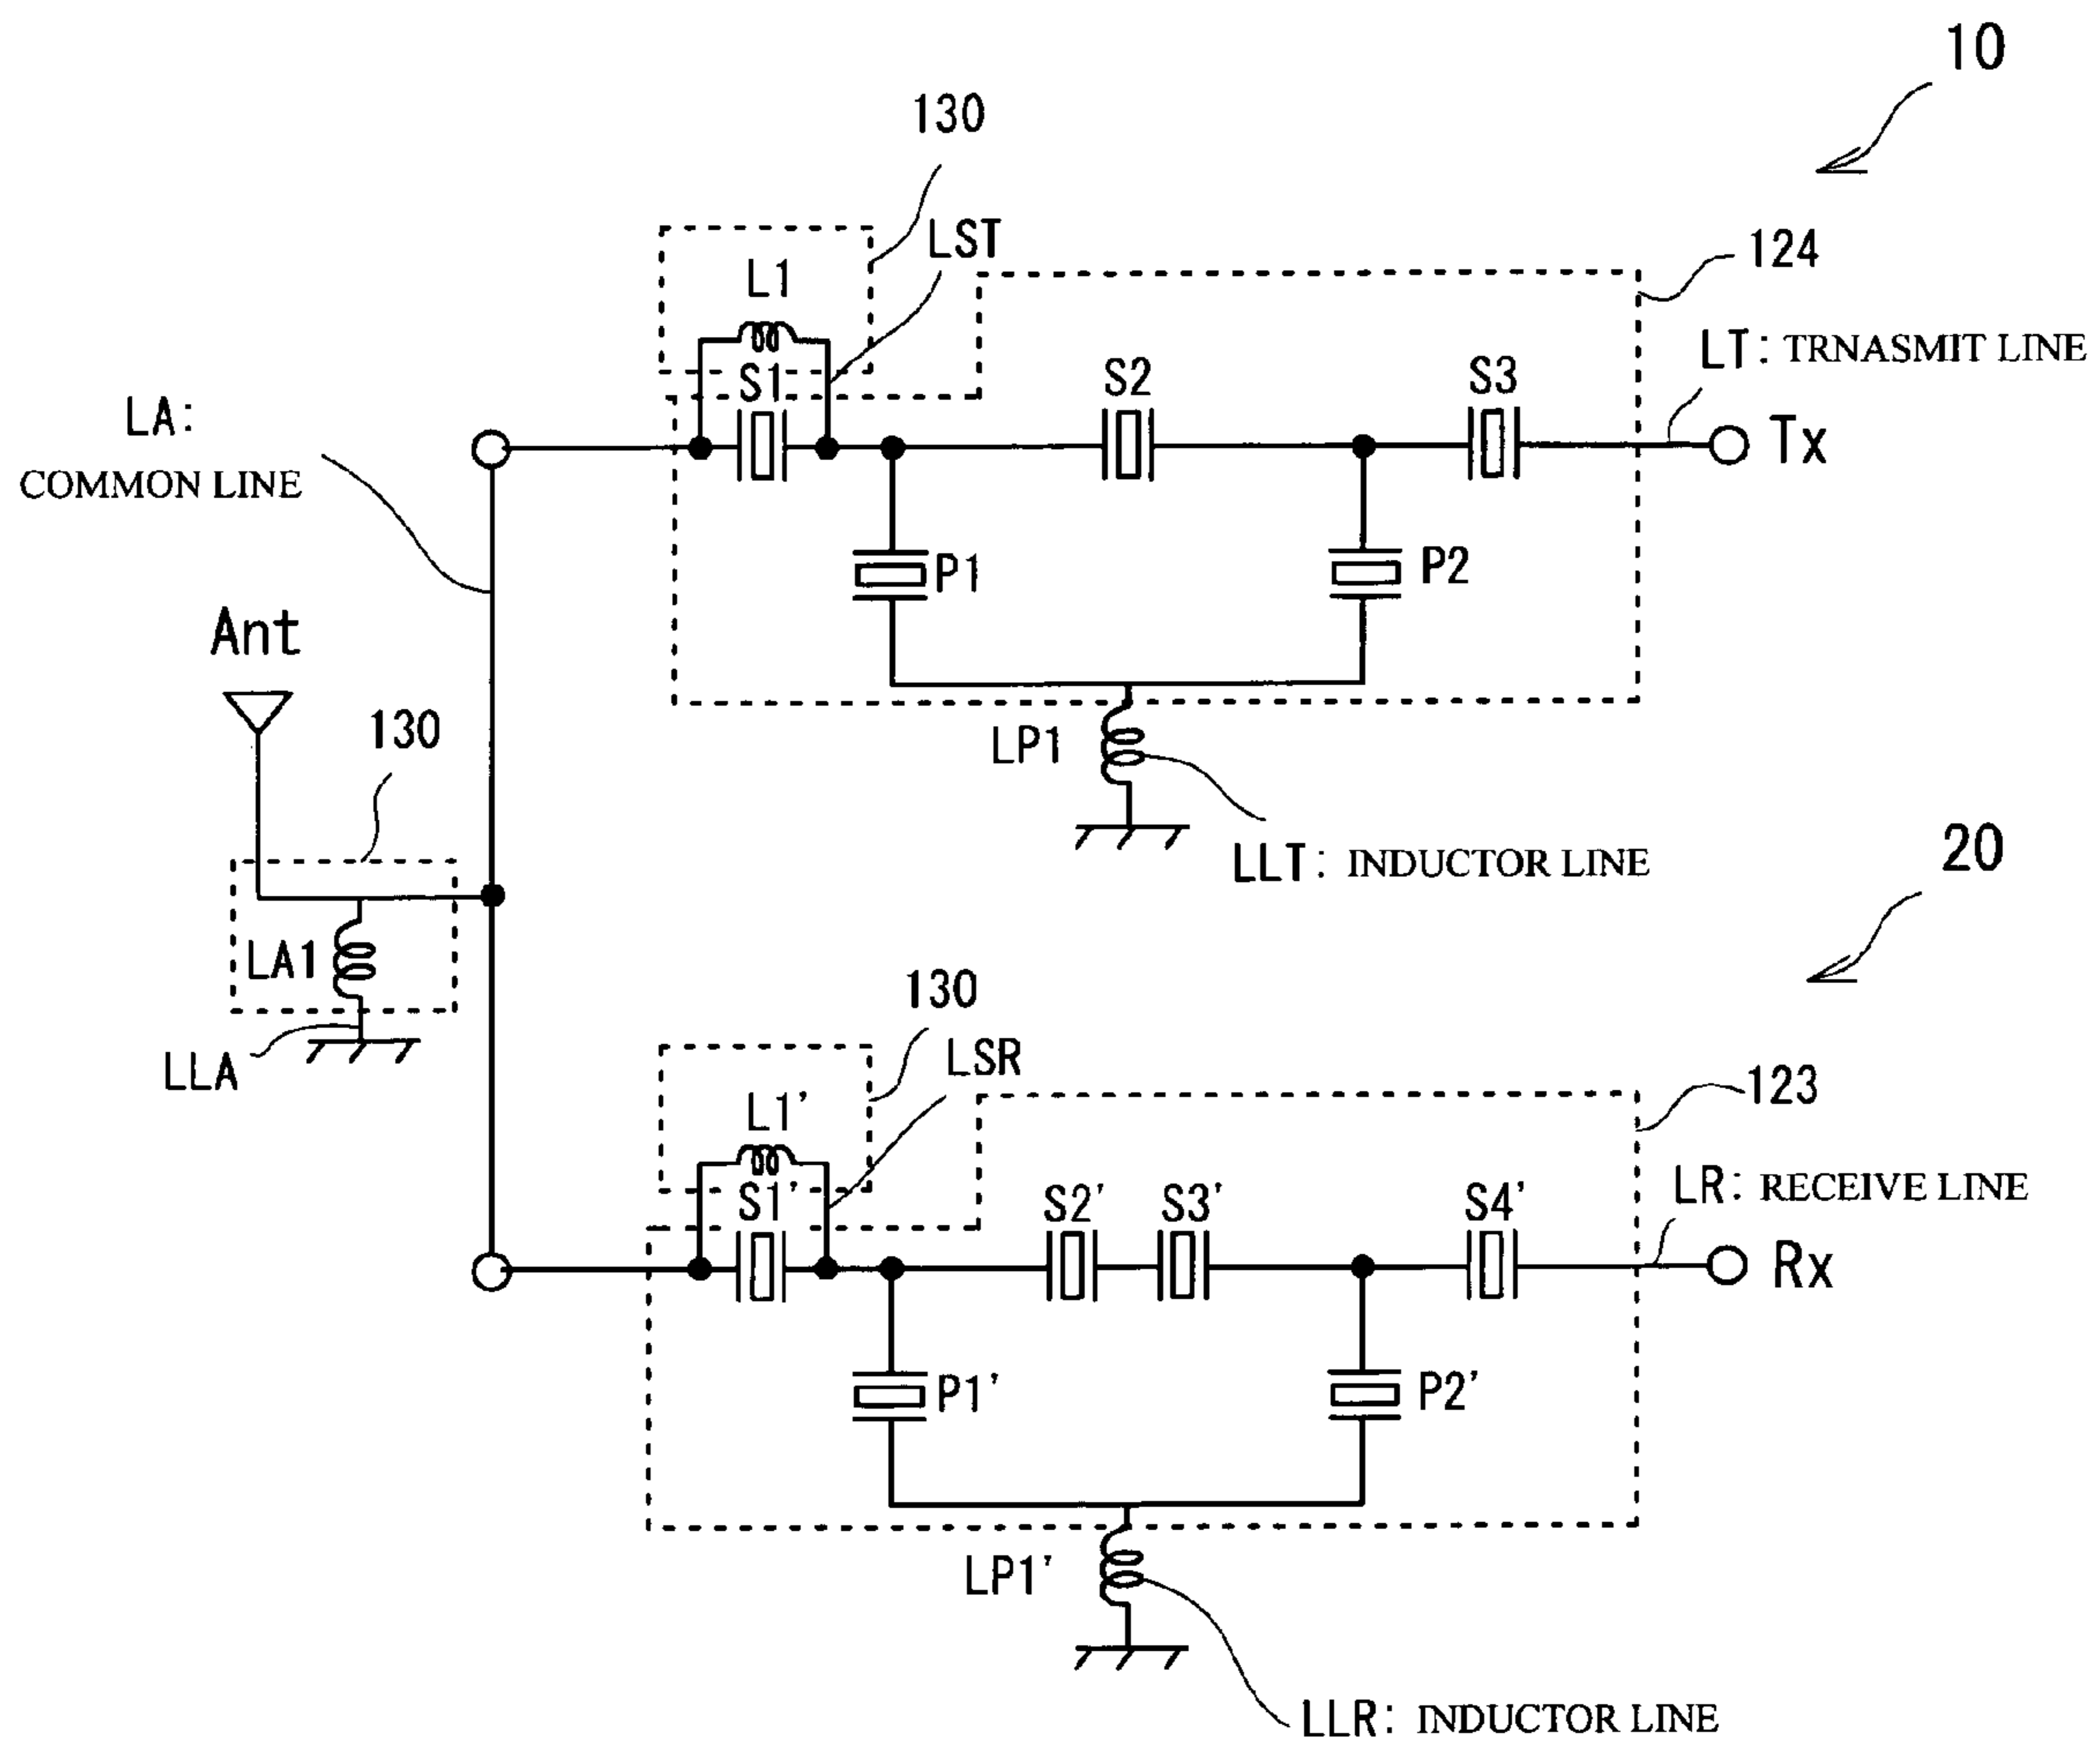 10
130
LST
124
L1
LT: TRNASMIT LINE
S1
S2
S3
LA:
COMMON LINE
Tx
P1
P2
Ant
130
LP1
LLT: INDUCTOR LINE
20
LA1
130
LSR
LLA
123
L1'
LR: RECEIVE LINE
S1'
S2'
S3'
S4'
Rx
P1'
P2'
LP1'
LLR: INDUCTOR LINE